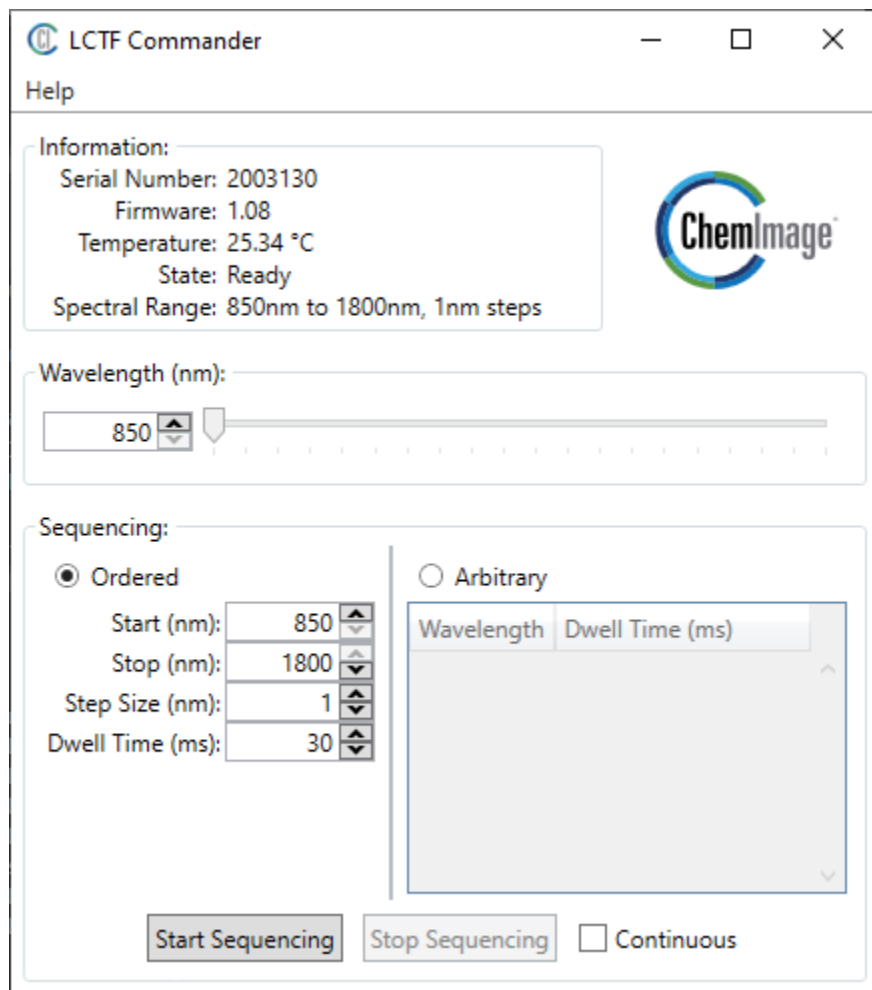 LCTF Commander
Help
Information:
Serial Number: 2003130
Firmware: 1.08
Temperature: 25.34 °C
State: Ready
Spectral Range: 850nm to 1800nm, 1nm steps
ChemImage
Wavelength (nm):
850
Sequencing:
Ordered
Start (nm): 850
Stop (nm): 1800
Step Size (nm): 1
Dwell Time (ms): 30
Arbitrary
Wavelength Dwell Time (ms)
Start Sequencing Stop Sequencing Continuous